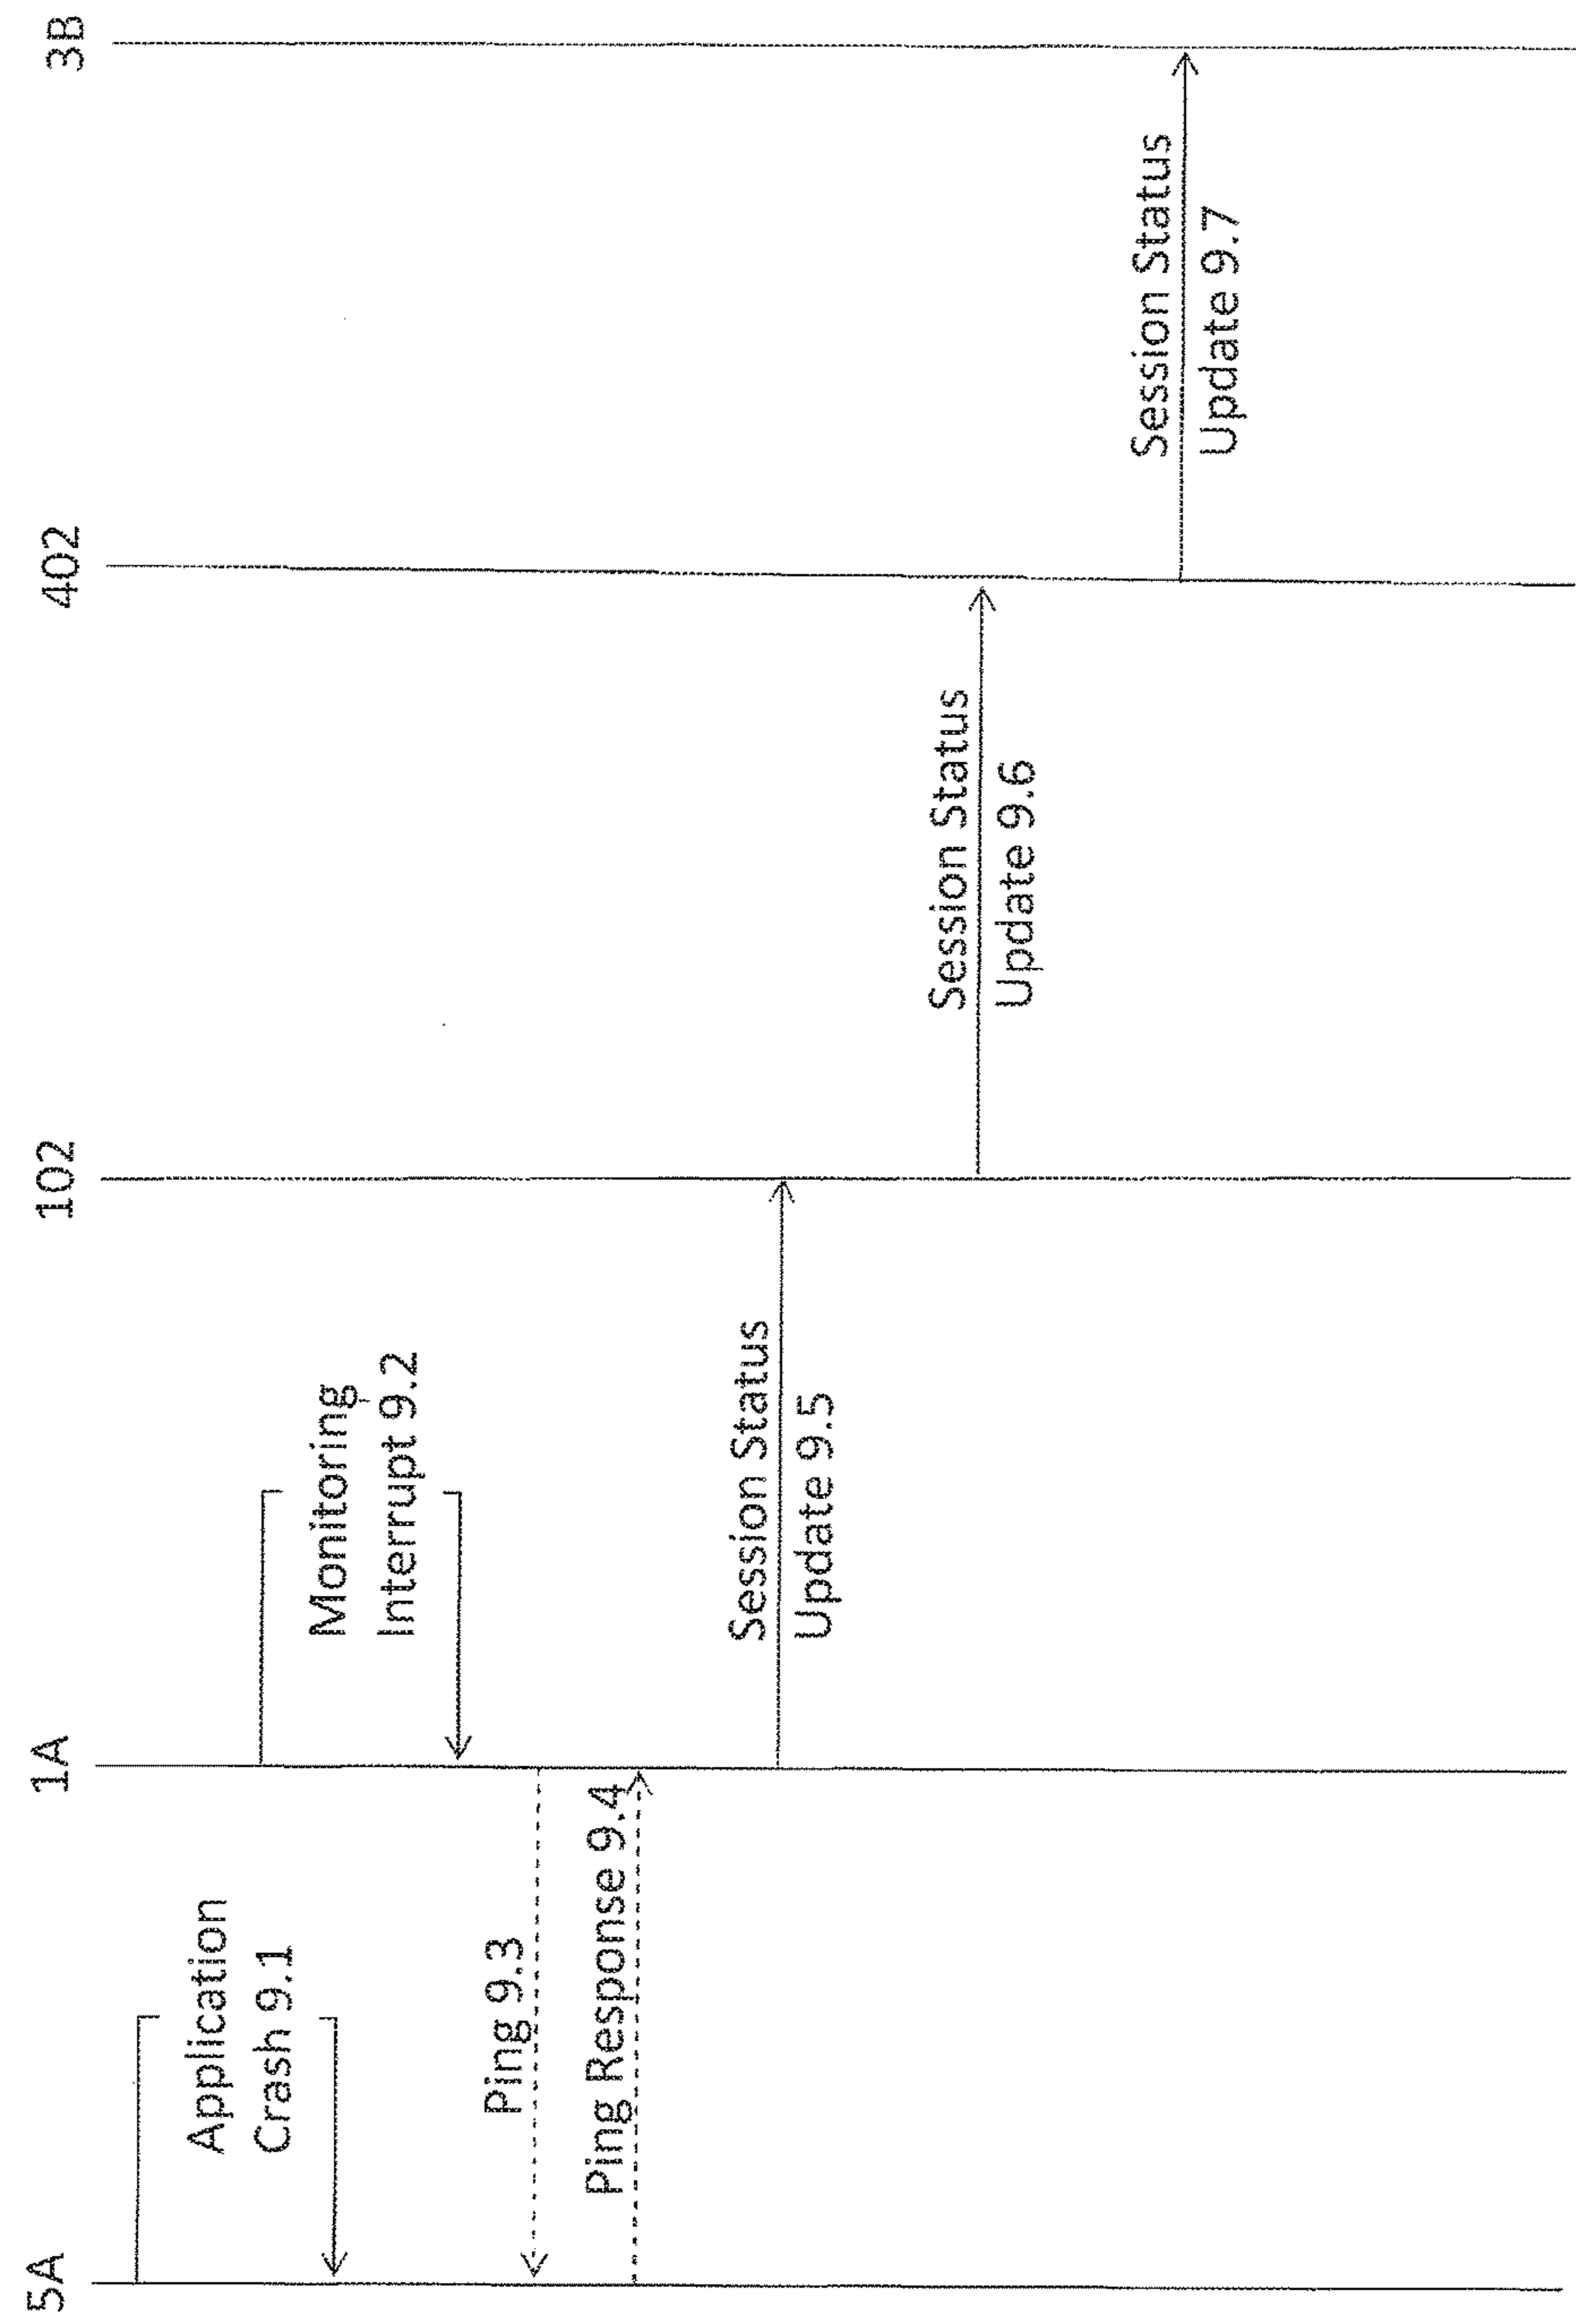 5A
1A
102
402
3B
Application
Crash 9.1
Monitoring
Interrupt 9.2
Ping 9.3
Ping Response 9.4
Session Status
Update 9.5
Session Status
Update 9.6
Session Status
Update 9.7